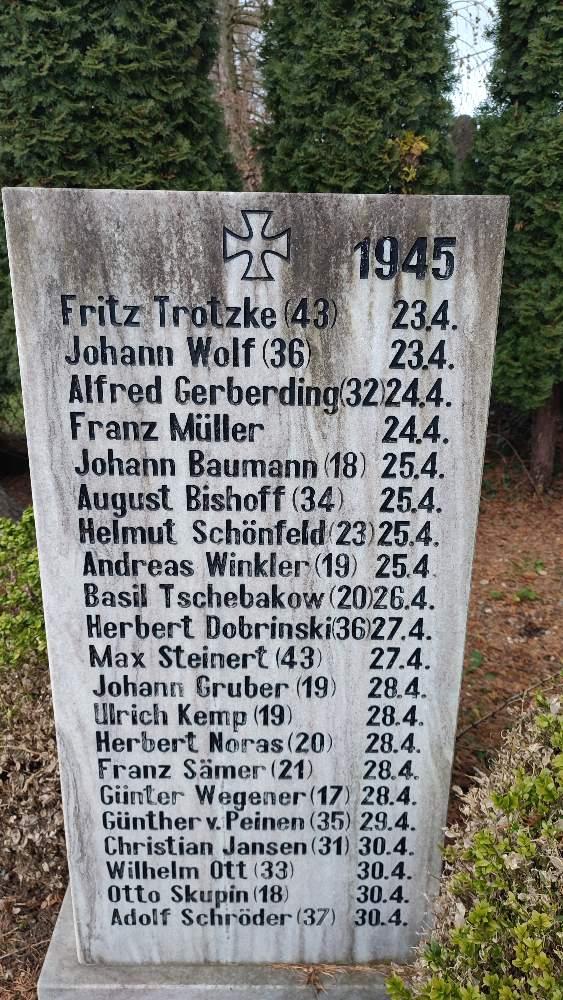 1945
Fritz Trotzke (43) 23.4.
Johann Wolf (36) 23.4.
Alfred Gerberding (32) 24.4.
Franz Müller 24.4.
Johann Baumann (18) 25.4.
August Bishoff (34) 25.4.
Helmut Schönfeld (23) 25.4.
Andreas Winkler (19) 25.4.
Basil Tschebakow (20) 26.4.
Herbert Dobrinski (36) 27.4.
Max Steinert (43) 27.4.
Johann Gruber (19) 28.4.
Ulrich Kemp (19) 28.4.
Herbert Noras (20) 28.4.
Franz Sämer (21) 28.4.
Günter Wegener (17) 28.4.
Günther v. Peinen (35) 29.4.
Christian Jansen (31) 30.4.
Wilhelm Ott (33) 30.4.
Otto Skupin (18) 30.4.
Adolf Schröder (37) 30.4.